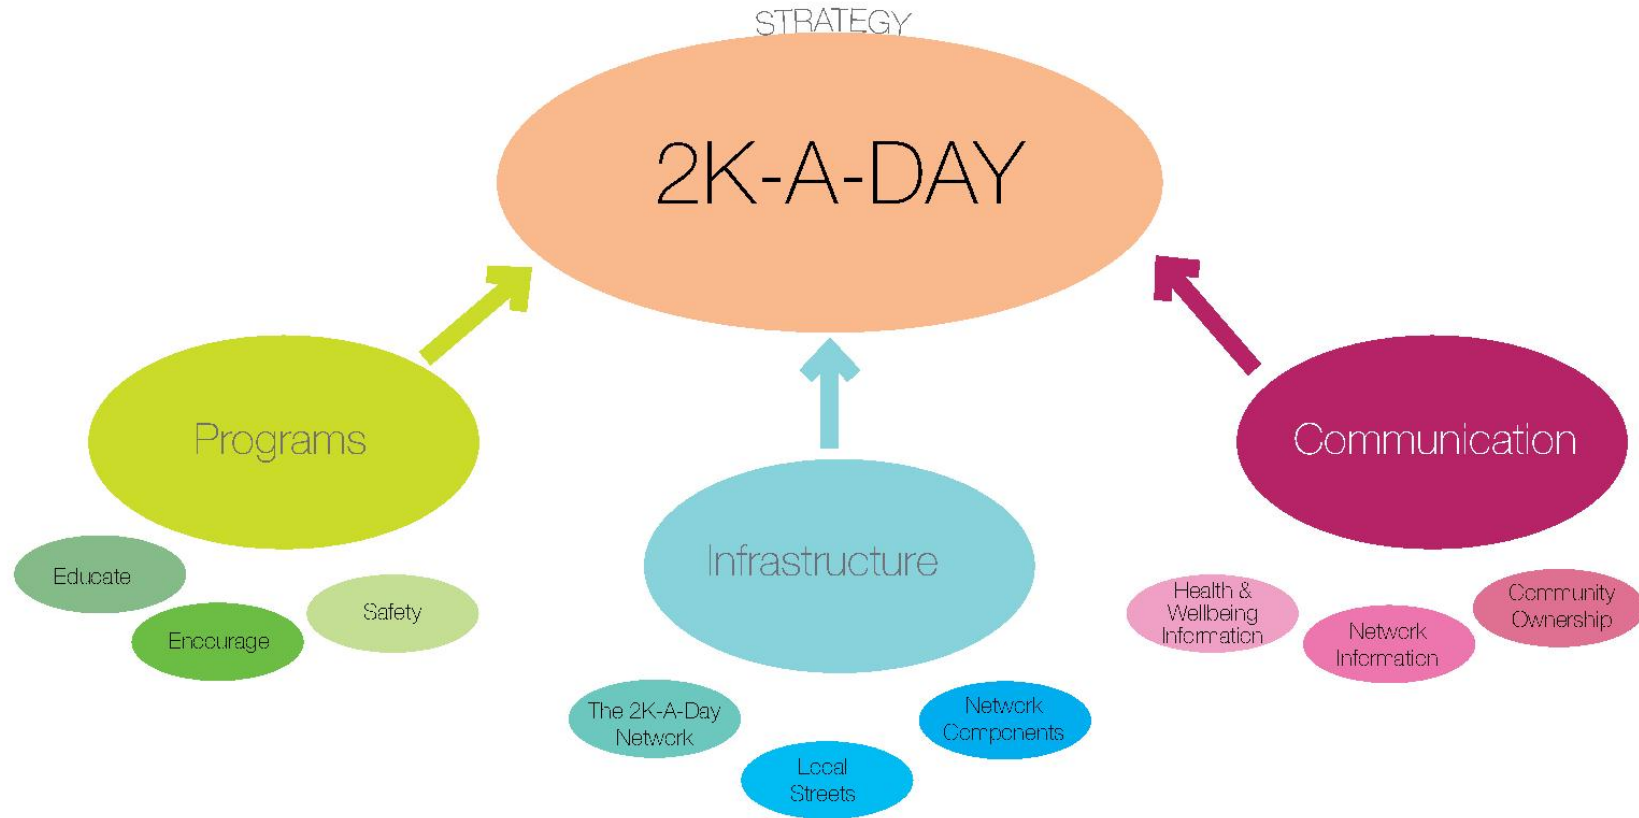 STRATEGY
2K-A-DAY
Programs
Educate
Encourage
Safety
Infrastructure
The 2K-A-Day
Network
Local
Streets
Network
Components
Communication
Health &
Wellbeing
Information
Network
Information
Community
Ownership